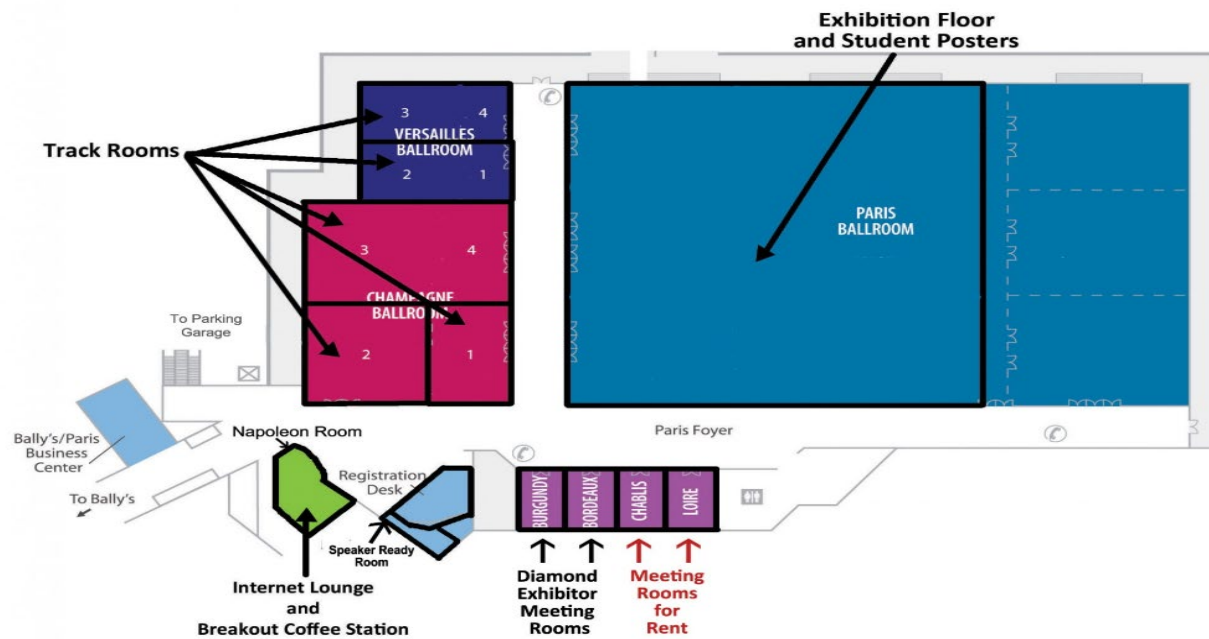 Exhibition Floor
and Student Posters
3
4
VERSAILLES
BALLROOM
2
1
Track Rooms
PARIS
BALLROOM
3
4
CHAMPAGNE
BALLROOM
2
1
To Parking
Garage
Bally's/Paris
Business
Center
To Bally's
Napoleon Room
Paris Foyer
Registration
Desk
BURGUNDY
BORDEAUX
CHABLIS
LOIRE
Speaker Ready
Room
Internet Lounge
and
Breakout Coffee Station
Diamond
Exhibitor
Meeting
Rooms
Meeting
Rooms
for
Rent